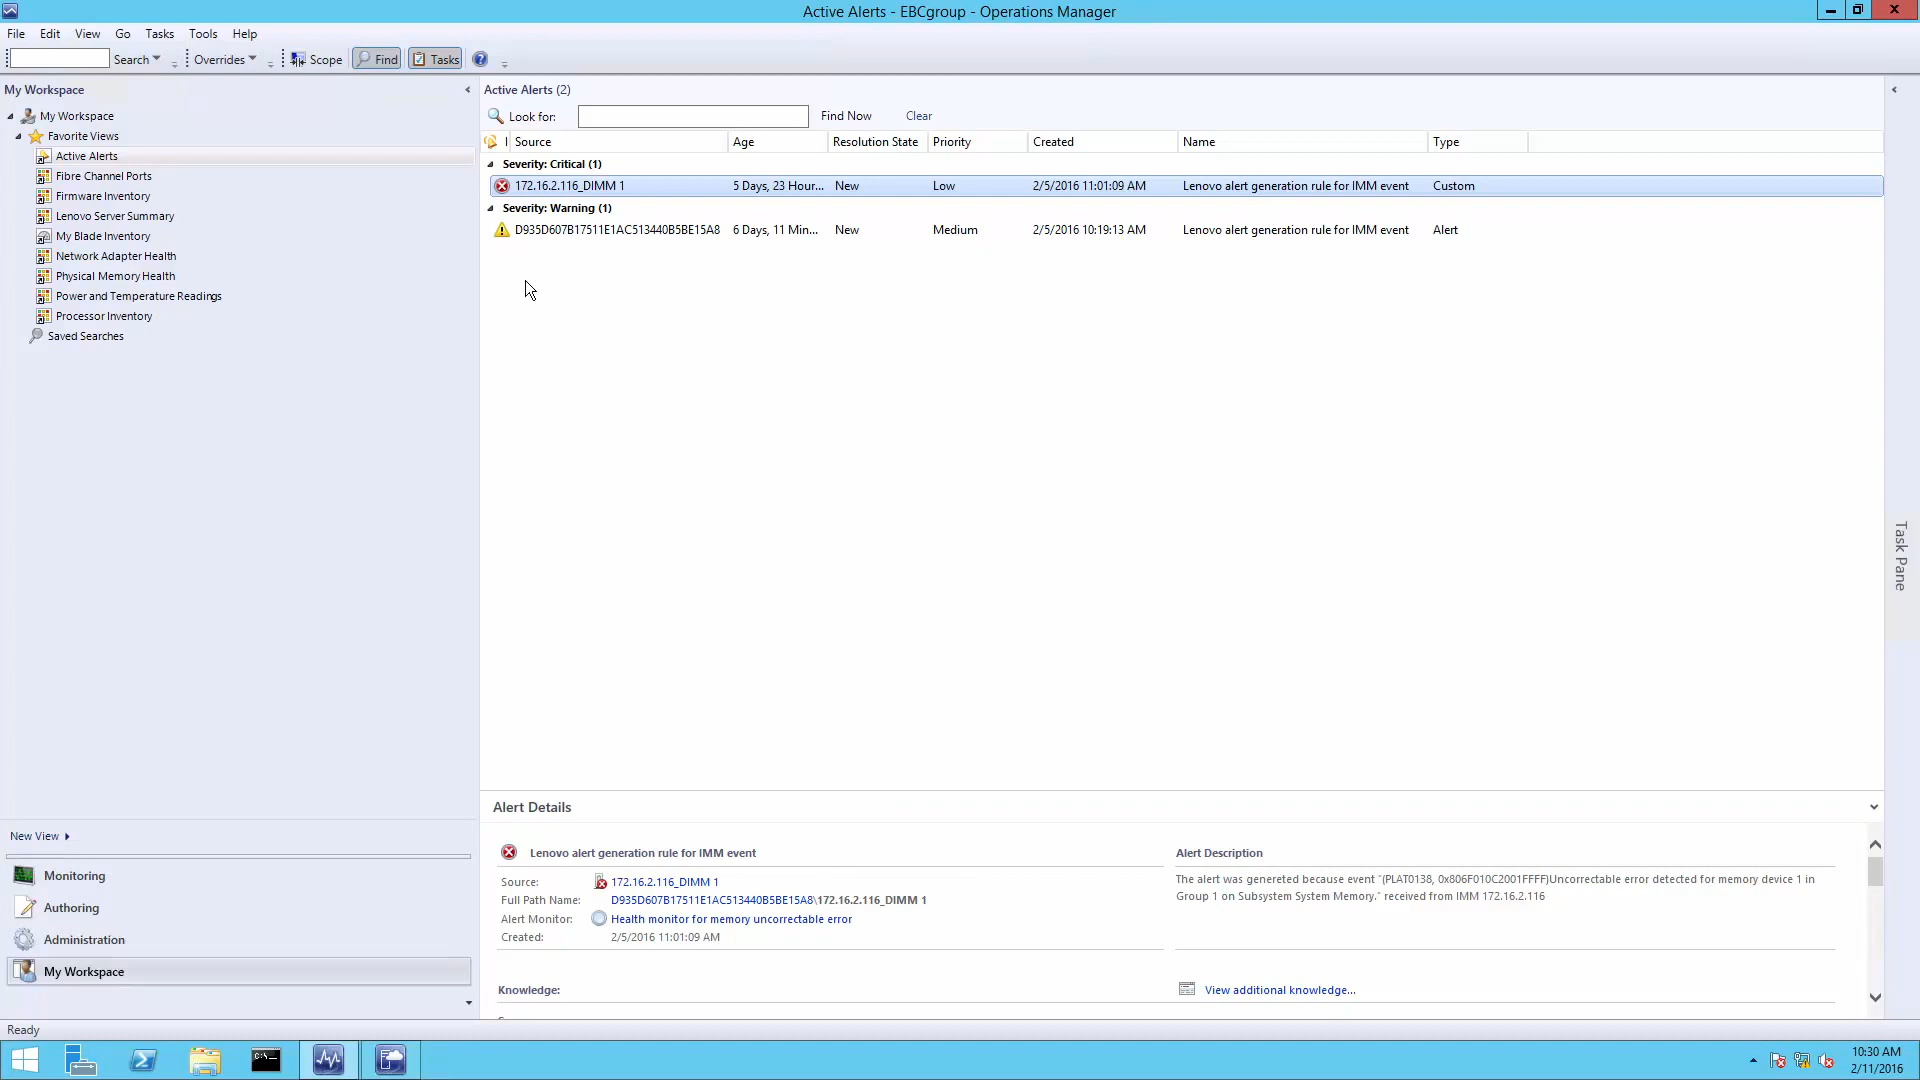 Active Alerts - EBCgroup - Operations Manager
File Edit View Go Tasks Tools Help
Search Overrides Scope Find Tasks
My Workspace
My Workspace
Favorite Views
Active Alerts
Fibre Channel Ports
Firmware Inventory
Lenovo Server Summary
My Blade Inventory
Network Adapter Health
Physical Memory Health
Power and Temperature Readings
Processor Inventory
Saved Searches
New View
Monitoring
Authoring
Administration
My Workspace
Active Alerts (2)
Look for: Find Now Clear
I Source Age Resolution State Priority Created Name Type
Severity: Critical (1)
172.16.2.116_DIMM 1 5 Days, 23 Hour... New Low 2/5/2016 11:01:09 AM Lenovo alert generation rule for IMM event Custom
Severity: Warning (1)
D935D607B17511E1AC513440B5BE15A8 6 Days, 11 Min... New Medium 2/5/2016 10:19:13 AM Lenovo alert generation rule for IMM event Alert
Task Pane
Alert Details
Lenovo alert generation rule for IMM event
Source: 172.16.2.116_DIMM 1
Full Path Name: D935D607B17511E1AC513440B5BE15A8\172.16.2.116_DIMM 1
Alert Monitor: Health monitor for memory uncorrectable error
Created: 2/5/2016 11:01:09 AM
Knowledge:
Alert Description
The alert was genereted because event "(PLAT0138, 0x806F010C2001FFFF)Uncorrectable error detected for memory device 1 in
Group 1 on Subsystem System Memory." received from IMM 172.16.2.116
View additional knowledge...
Ready
10:30 AM
2/11/2016